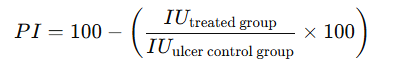 PI = 100 − ( IU_treated group / IU_ulcer control group × 100 )